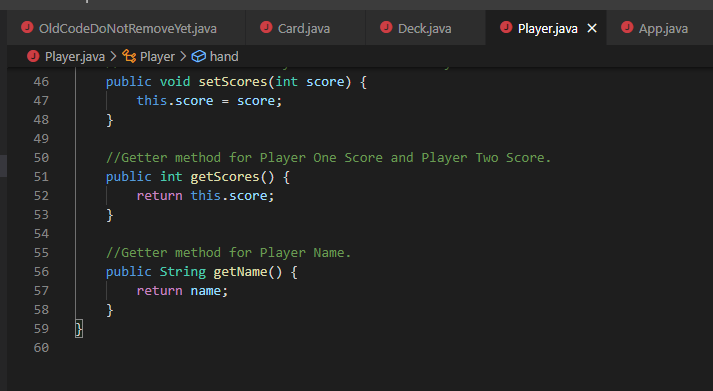 OldCodeDoNotRemoveYet.java Card.java Deck.java Player.java × App.java
Player.java > Player > hand
46 public void setScores(int score) {
47 this.score = score;
48 }
49
50 //Getter method for Player One Score and Player Two Score.
51 public int getScores() {
52 return this.score;
53 }
54
55 //Getter method for Player Name.
56 public String getName() {
57 return name;
58 }
59 }
60